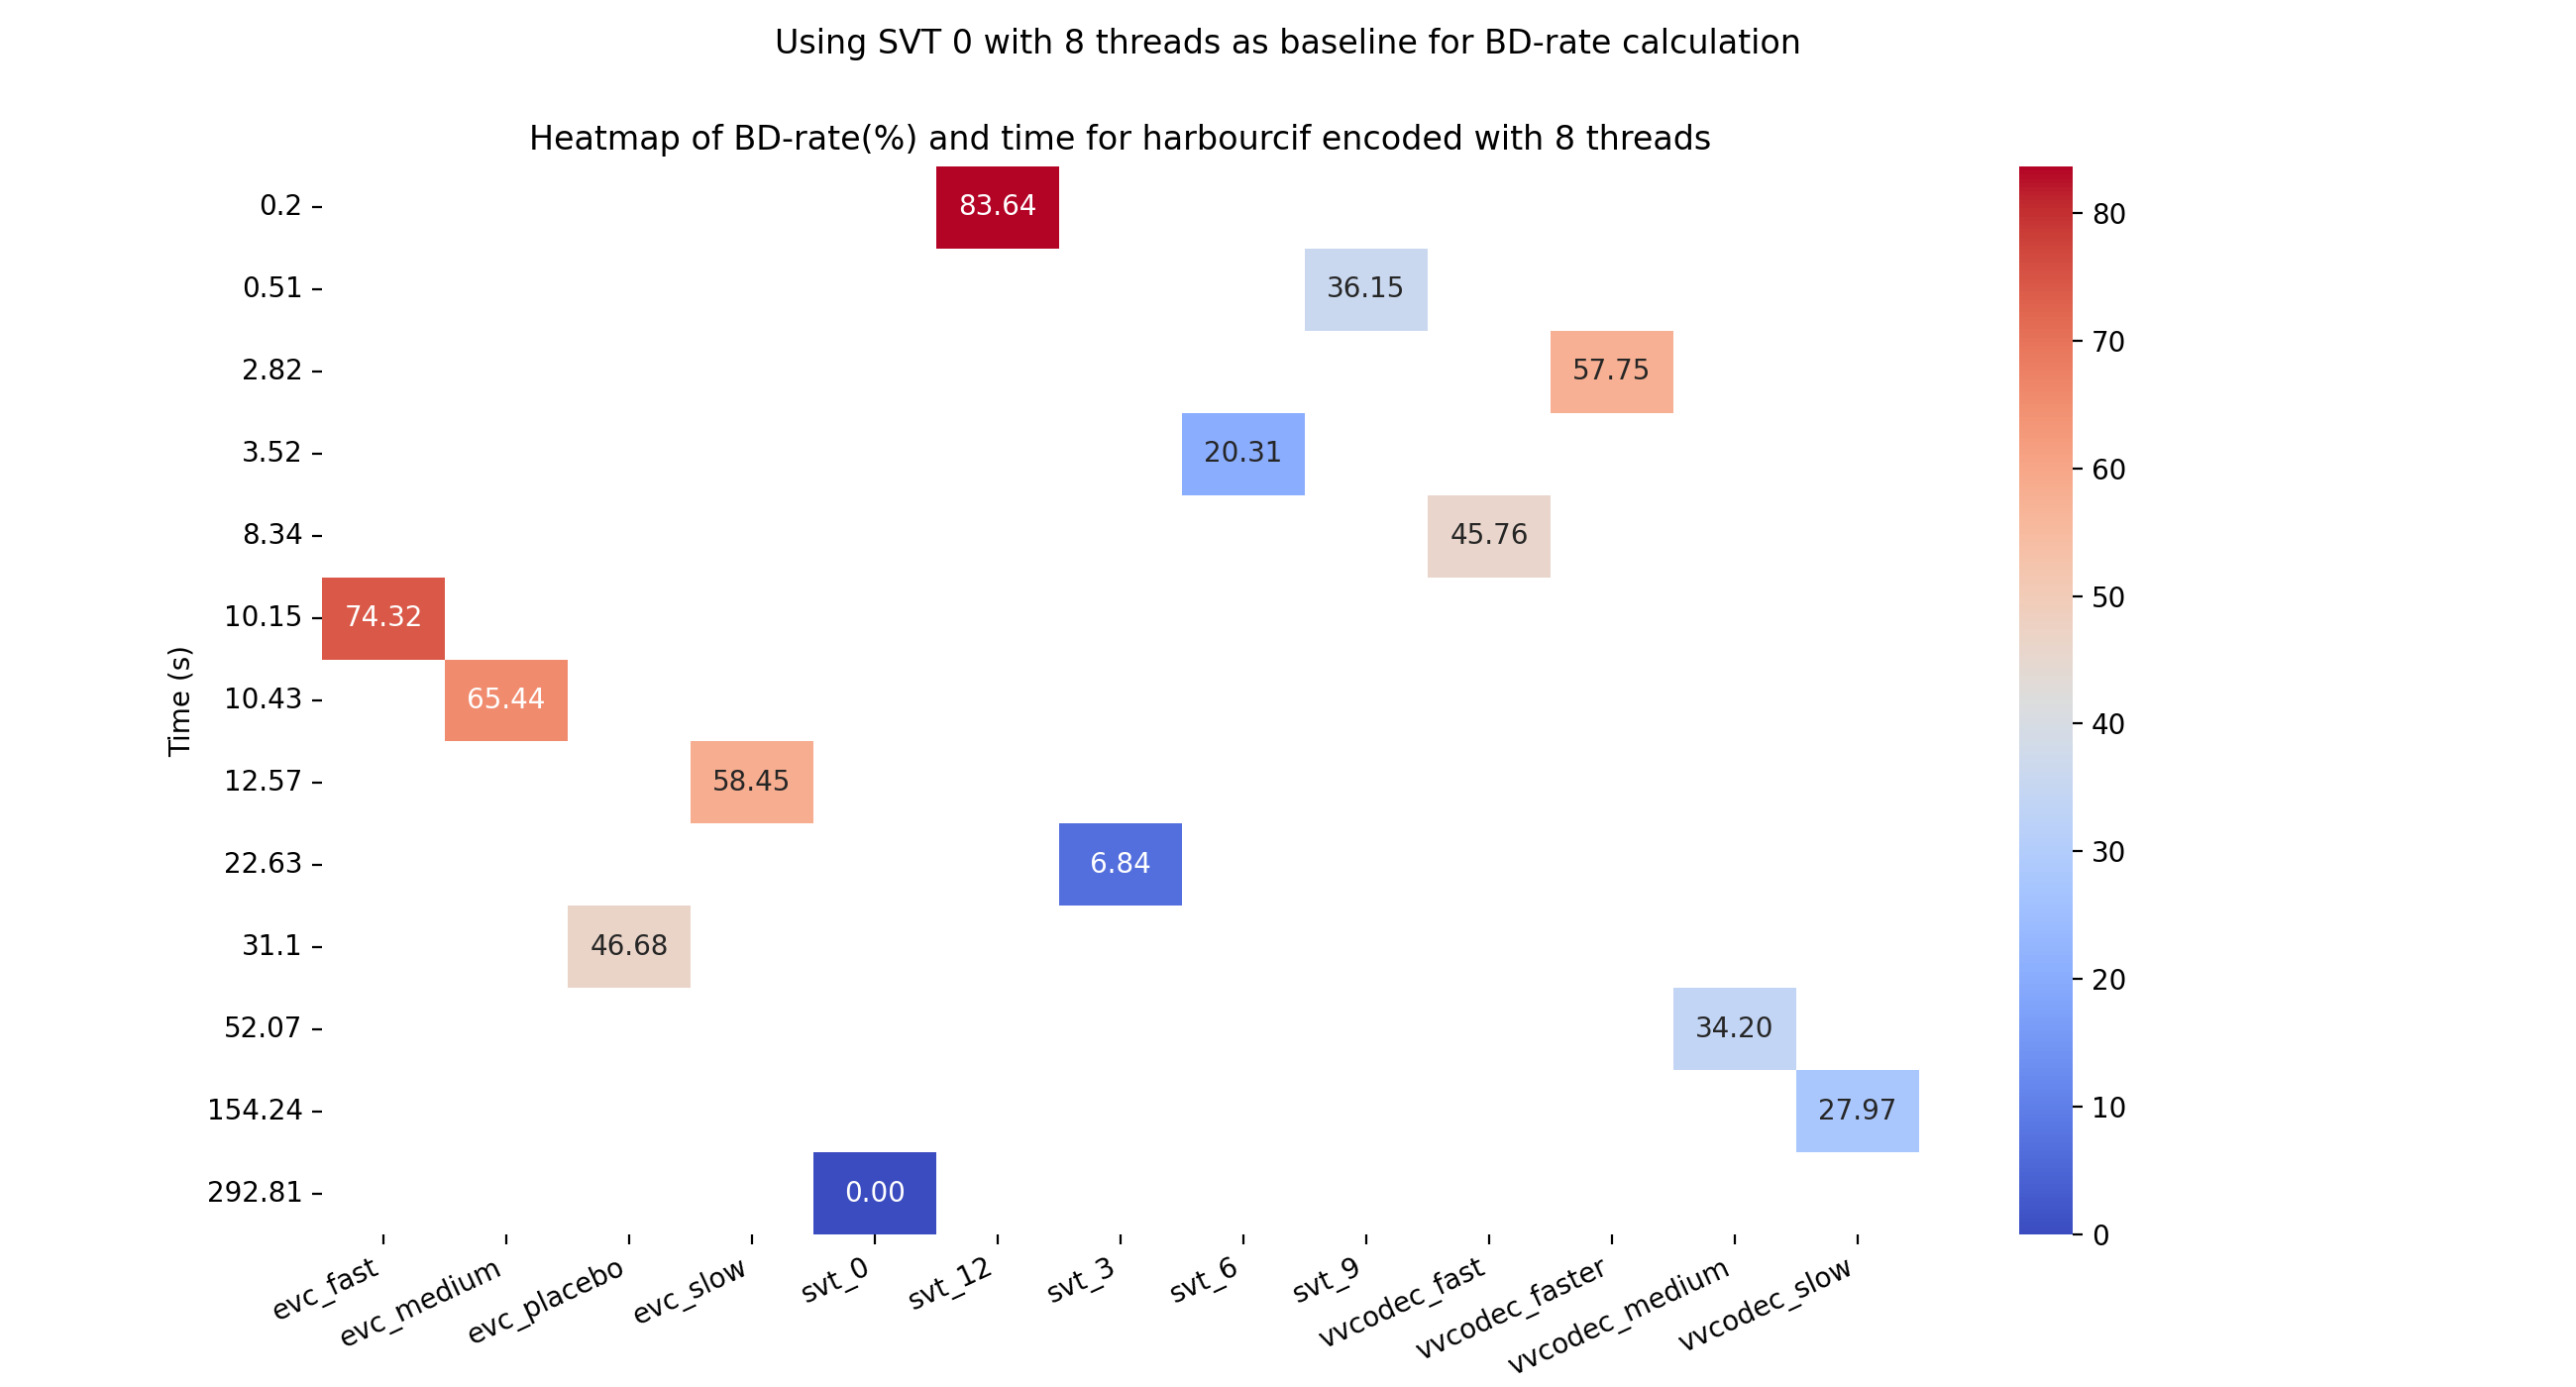 Using SVT 0 with 8 threads as baseline for BD-rate calculation
Heatmap of BD-rate(%) and time for harbourcif encoded with 8 threads
Time (s)
0.2
83.64
0.51
36.15
2.82
57.75
3.52
20.31
8.34
45.76
10.15
74.32
10.43
65.44
12.57
58.45
22.63
6.84
31.1
46.68
52.07
34.20
154.24
27.97
292.81
0.00
evc_fast
evc_medium
evc_placebo
evc_slow
svt_0
svt_12
svt_3
svt_6
svt_9
vvcodec_fast
vvcodec_faster
vvcodec_medium
vvcodec_slow
80
70
60
50
40
30
20
10
0